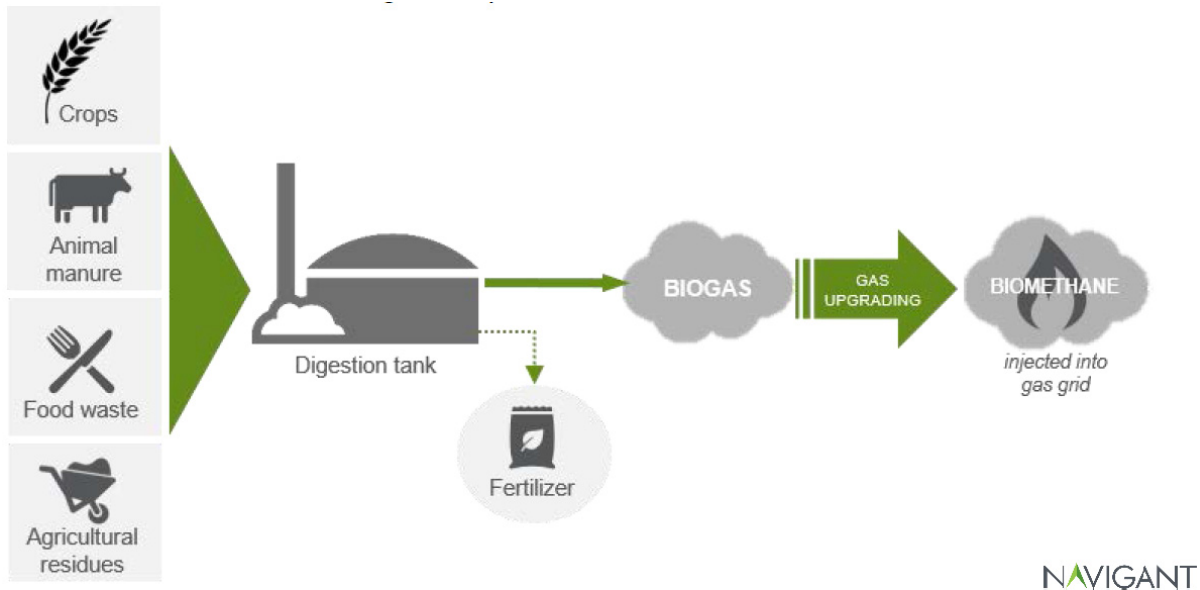 Crops
Animal
manure
Food waste
Agricultural
residues
Digestion tank
Fertilizer
BIOGAS
GAS
UPGRADING
BIOMETHANE
injected into
gas grid
NAVIGANT